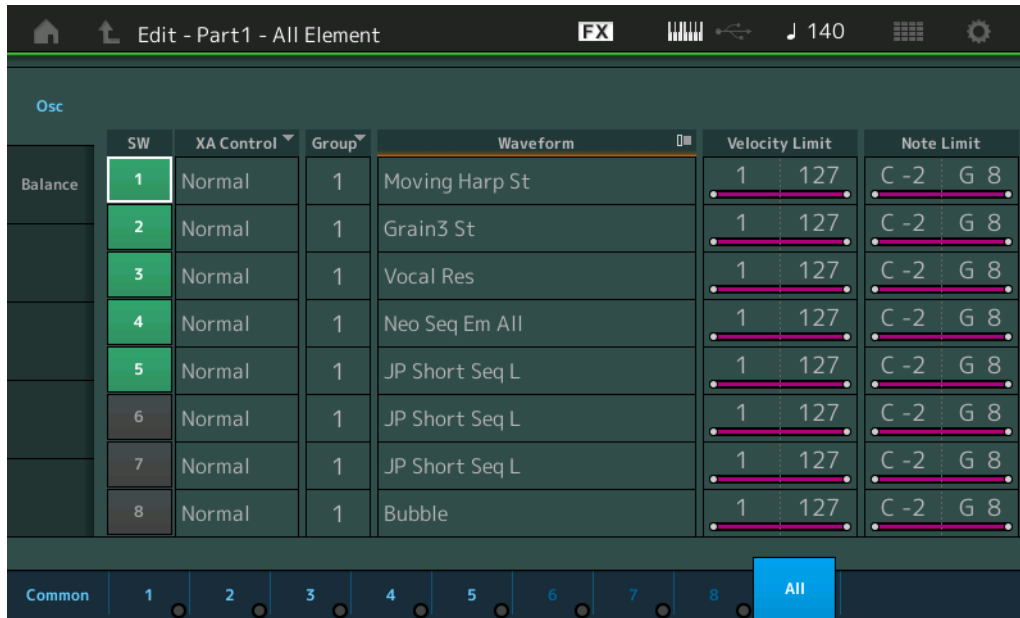 Edit - Part1 - All Element FX ♩ 140
Osc
SW XA Control Group Waveform Velocity Limit Note Limit
Balance 1 Normal 1 Moving Harp St 1 127 C -2 G 8
2 Normal 1 Grain3 St 1 127 C -2 G 8
3 Normal 1 Vocal Res 1 127 C -2 G 8
4 Normal 1 Neo Seq Em All 1 127 C -2 G 8
5 Normal 1 JP Short Seq L 1 127 C -2 G 8
6 Normal 1 JP Short Seq L 1 127 C -2 G 8
7 Normal 1 JP Short Seq L 1 127 C -2 G 8
8 Normal 1 Bubble 1 127 C -2 G 8
Common 1 2 3 4 5 6 7 8 All